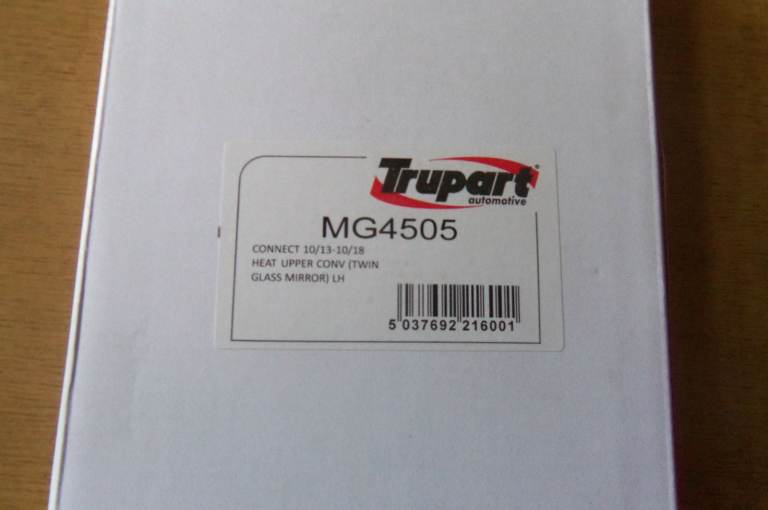 Trupart
automotive
MG4505
CONNECT 10/13-10/18
HEAT UPPER CONV (TWIN
GLASS MIRROR) LH
5 037692 216001